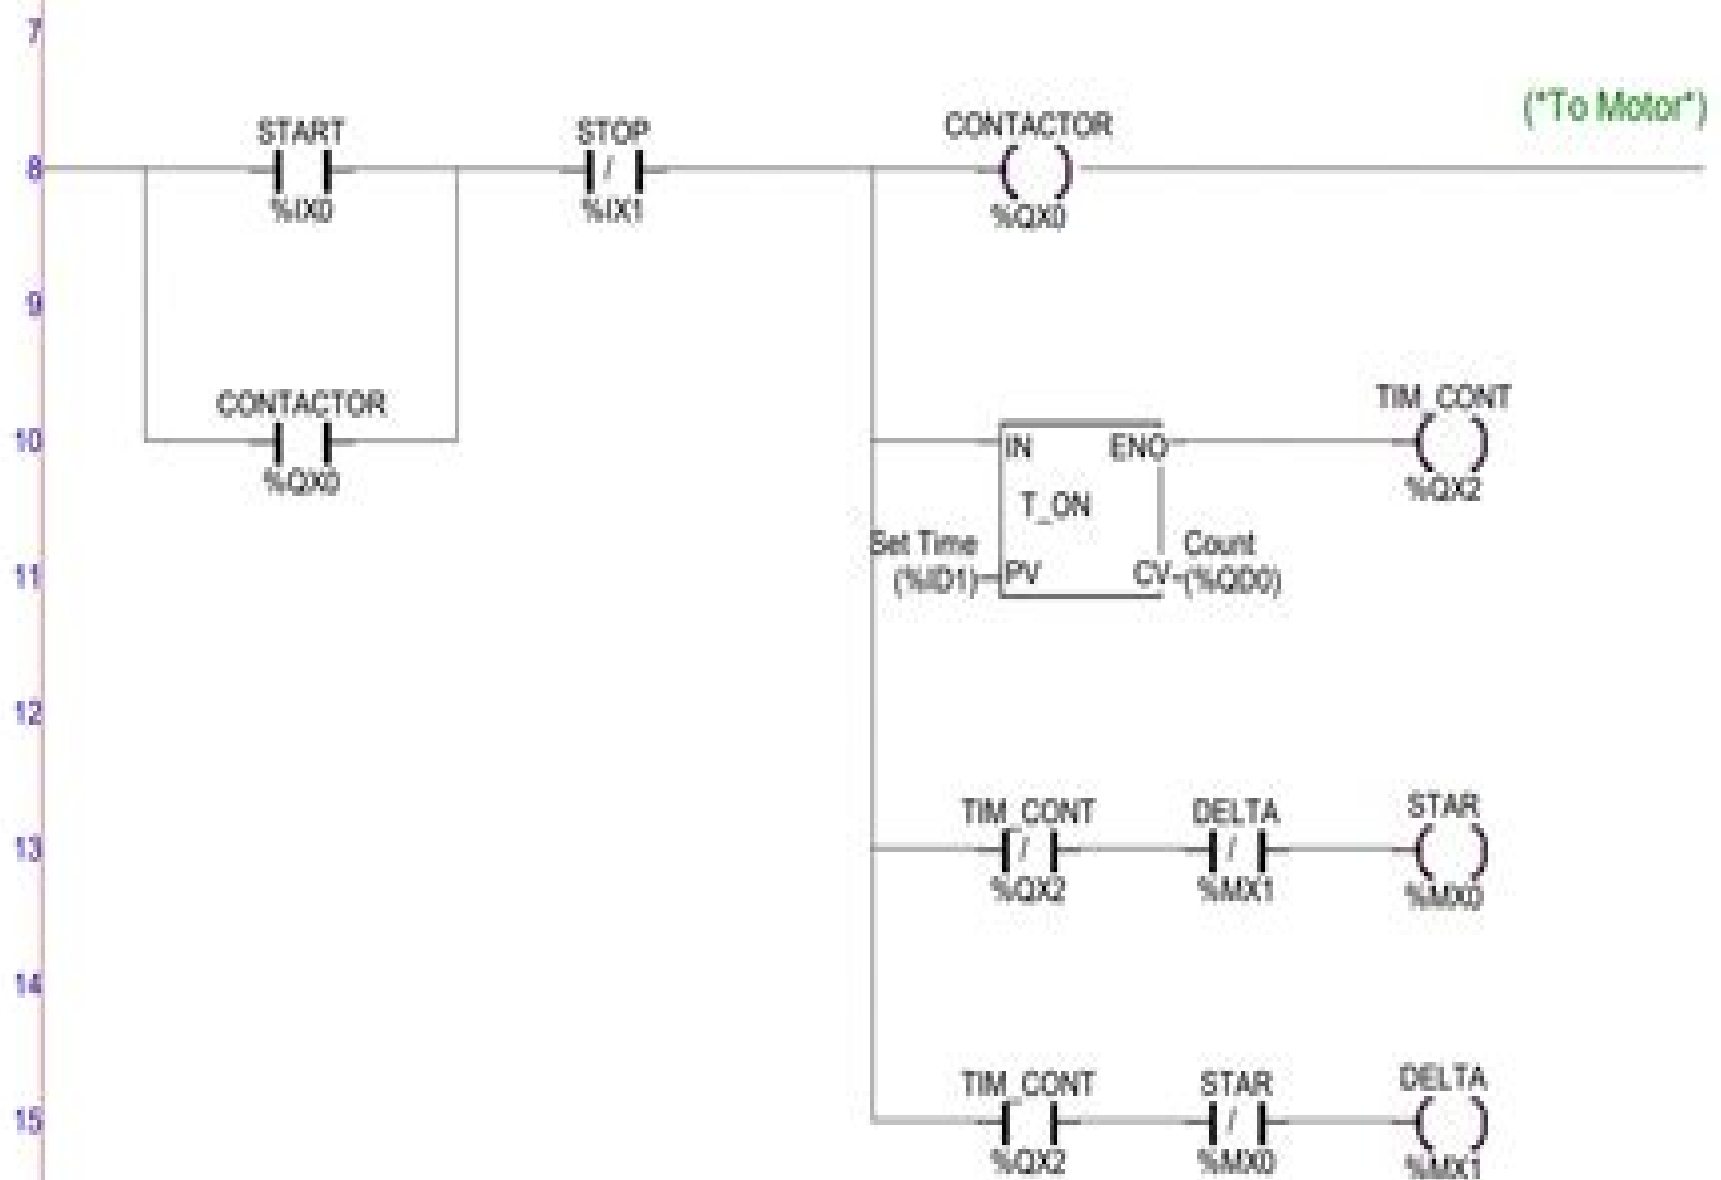 7
("To Motor")
START
STOP
CONTACTOR
8
%IX0
%IX1
%QX0
9
CONTACTOR
TIM_CONT
10
IN ENO
%QX0
%QX2
T_ON
Set Time
Count
11
(%ID1)
PV CV
(%QD0)
12
TIM_CONT
DELTA
STAR
13
/
/
%QX2
%MX1
%MX0
14
TIM_CONT
STAR
DELTA
15
/
%QX2
%MX0
%MX1